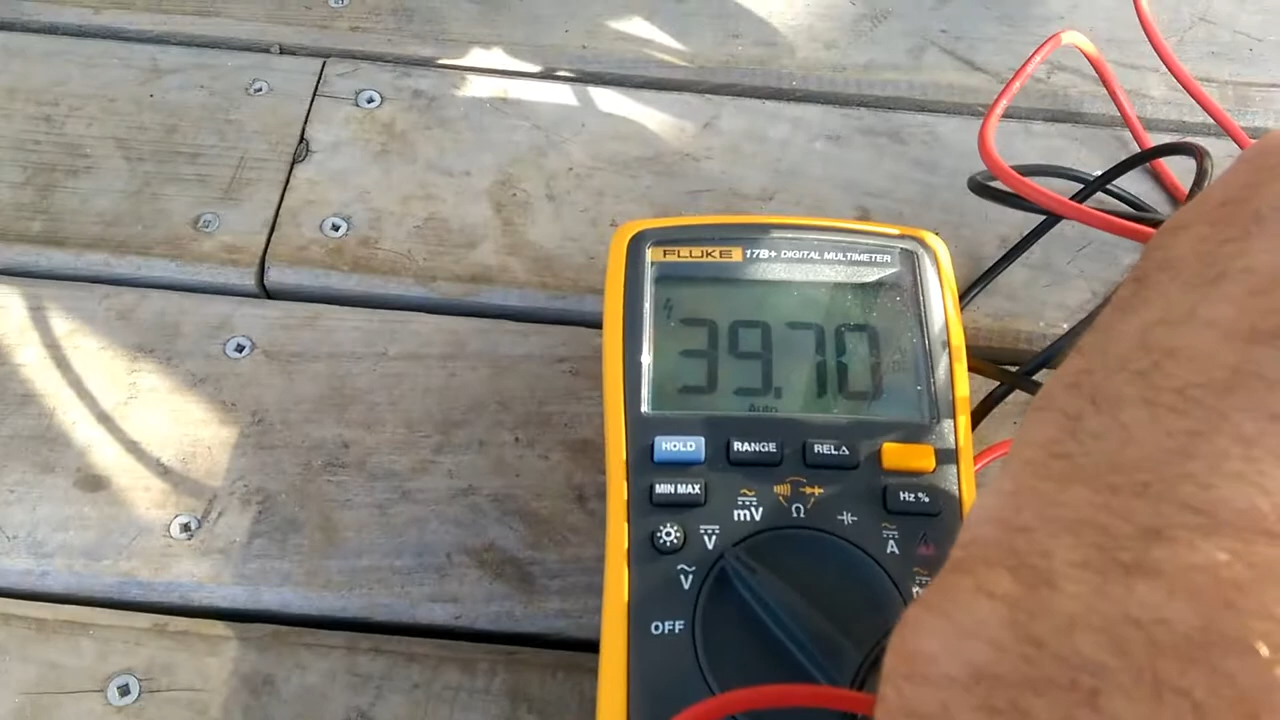 FLUKE 17B+ DIGITAL MULTIMETER
39.70
Auto
HOLD RANGE REL△
MIN MAX mV Ω Hz %
V A
V
OFF